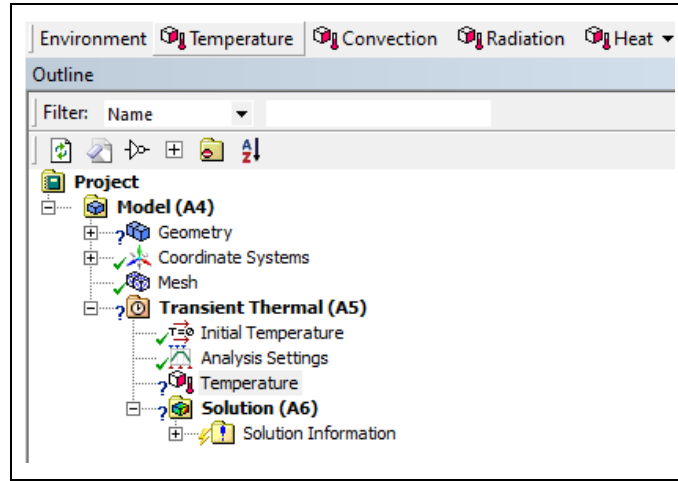 Environment Temperature Convection Radiation Heat
Outline
Filter: Name
Project
Model (A4)
Geometry
Coordinate Systems
Mesh
Transient Thermal (A5)
Initial Temperature
Analysis Settings
Temperature
Solution (A6)
Solution Information